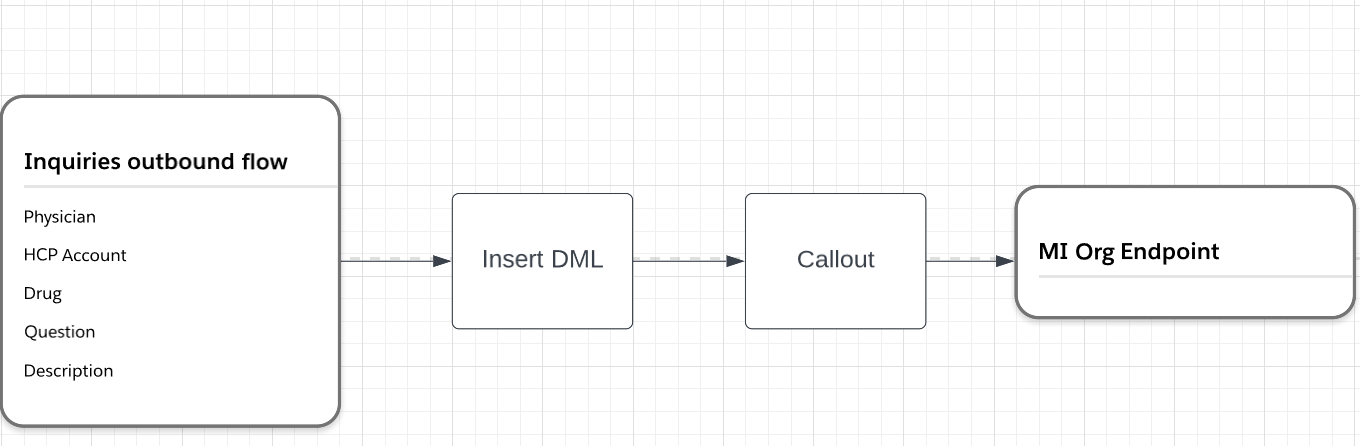 Inquiries outbound flow
Physician
HCP Account
Drug
Question
Description
Insert DML
Callout
MI Org Endpoint